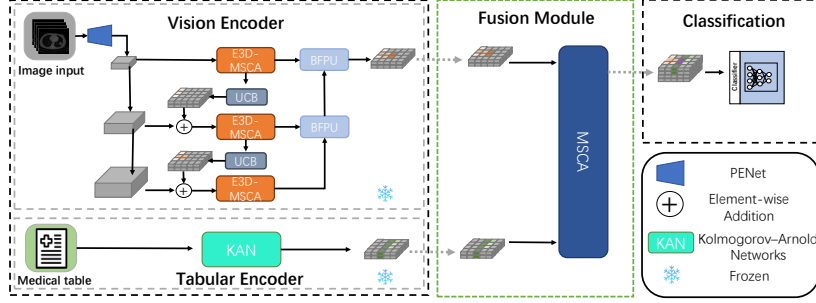 Vision Encoder
Image input
E3D-
MSCA
BFPU
UCB
E3D-
MSCA
BFPU
UCB
E3D-
MSCA
Medical table
KAN
Tabular Encoder
Fusion Module
MSCA
Classification
Classifier
PENet
Element-wise
Addition
KAN
Kolmogorov–Arnold
Networks
Frozen